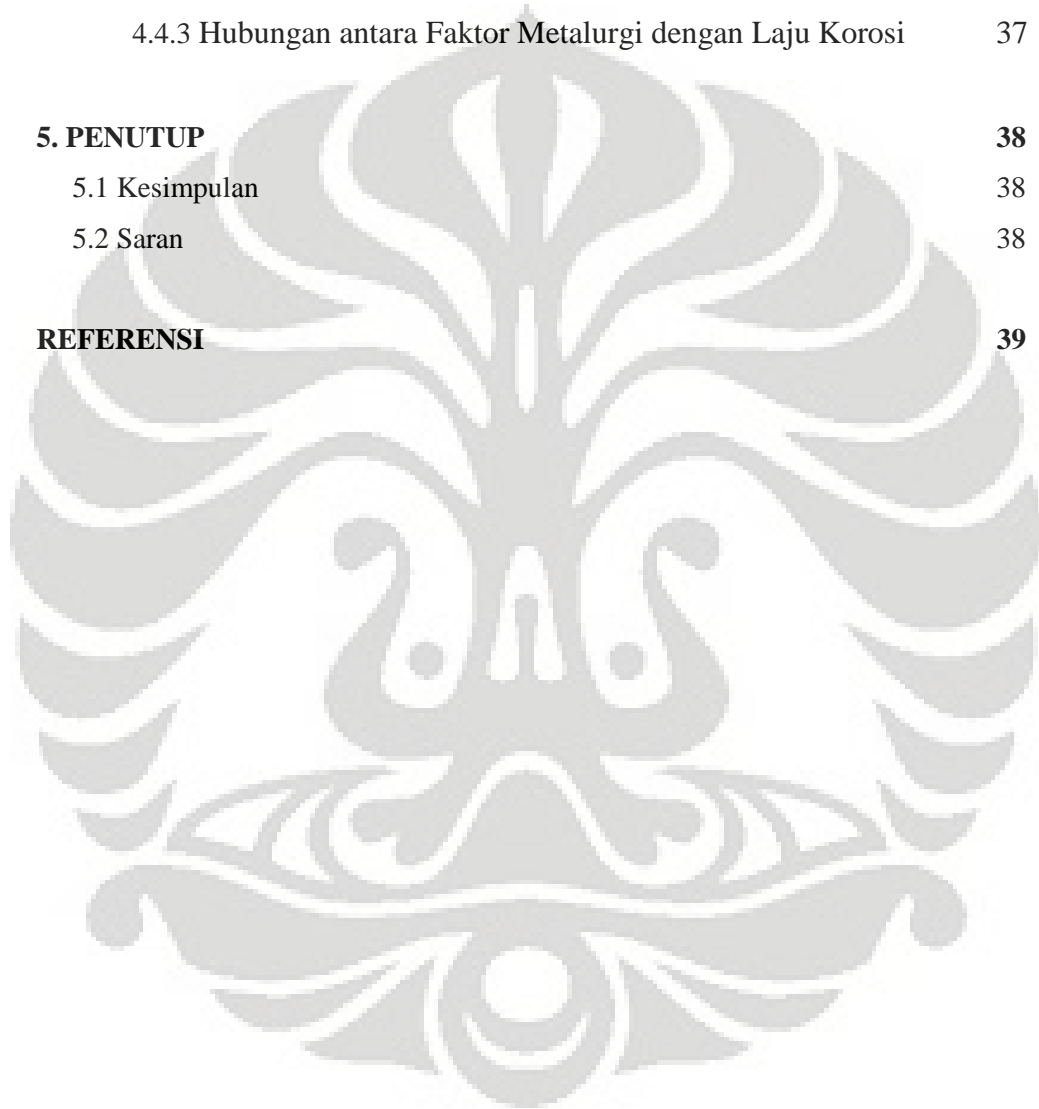 4.4.3 Hubungan antara Faktor Metalurgi dengan Laju Korosi 37
5. PENUTUP 38
5.1 Kesimpulan 38
5.2 Saran 38
REFERENSI 39